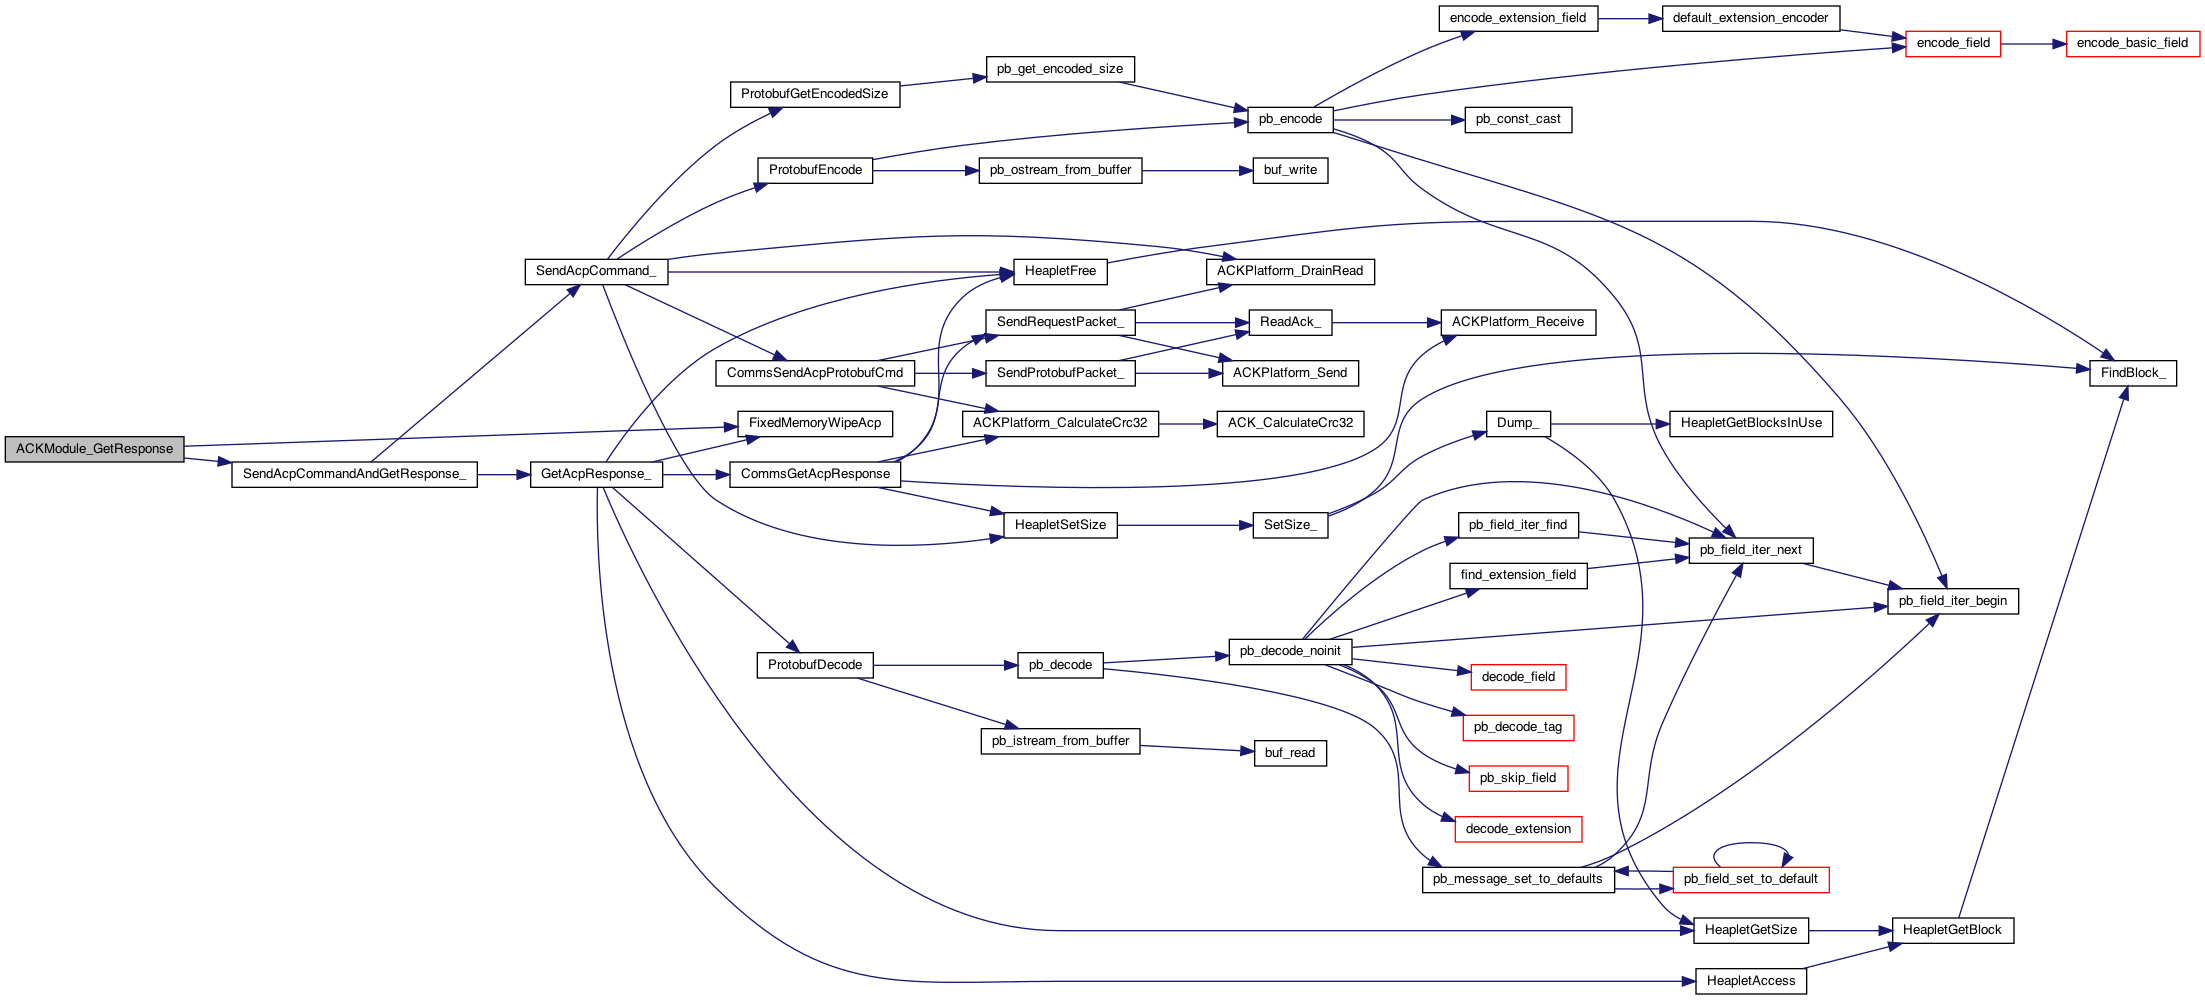 encode_extension_field
default_extension_encoder
encode_field
encode_basic_field
pb_get_encoded_size
ProtobufGetEncodedSize
pb_encode
pb_const_cast
ProtobufEncode
pb_ostream_from_buffer
buf_write
SendAcpCommand_
HeapletFree
ACKPlatform_DrainRead
SendRequestPacket_
ReadAck_
ACKPlatform_Receive
CommsSendAcpProtobufCmd
SendProtobufPacket_
ACKPlatform_Send
FindBlock_
FixedMemoryWipeAcp
ACKPlatform_CalculateCrc32
ACK_CalculateCrc32
Dump_
HeapletGetBlocksInUse
ACKModule_GetResponse
SendAcpCommandAndGetResponse_
GetAcpResponse_
CommsGetAcpResponse
HeapletSetSize
SetSize_
pb_field_iter_find
pb_field_iter_next
find_extension_field
pb_field_iter_begin
ProtobufDecode
pb_decode
pb_decode_noinit
decode_field
pb_decode_tag
pb_istream_from_buffer
buf_read
pb_skip_field
decode_extension
pb_message_set_to_defaults
pb_field_set_to_default
HeapletGetSize
HeapletGetBlock
HeapletAccess